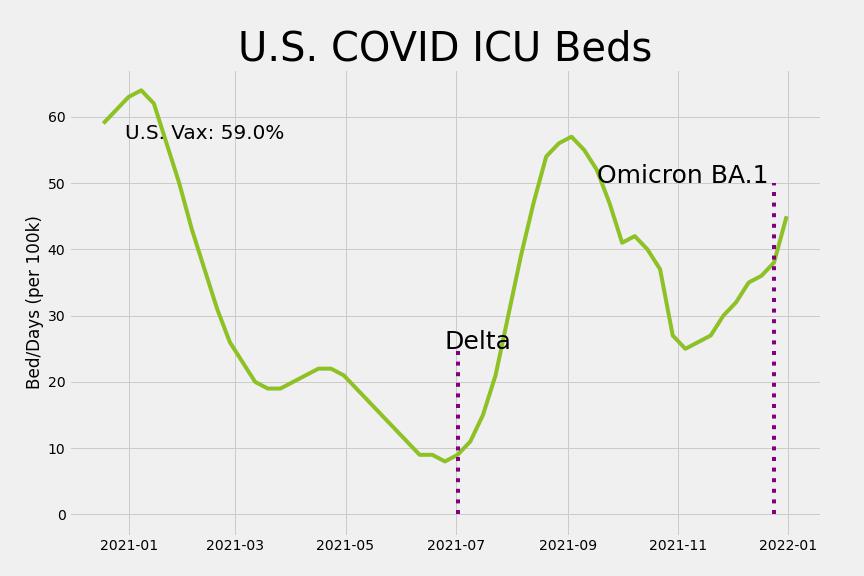 U.S. COVID ICU Beds
60
50
40
30
20
10
0
Bed/Days (per 100k)
U.S. Vax: 59.0%
Omicron BA.1
Delta
2021-01
2021-03
2021-05
2021-07
2021-09
2021-11
2022-01